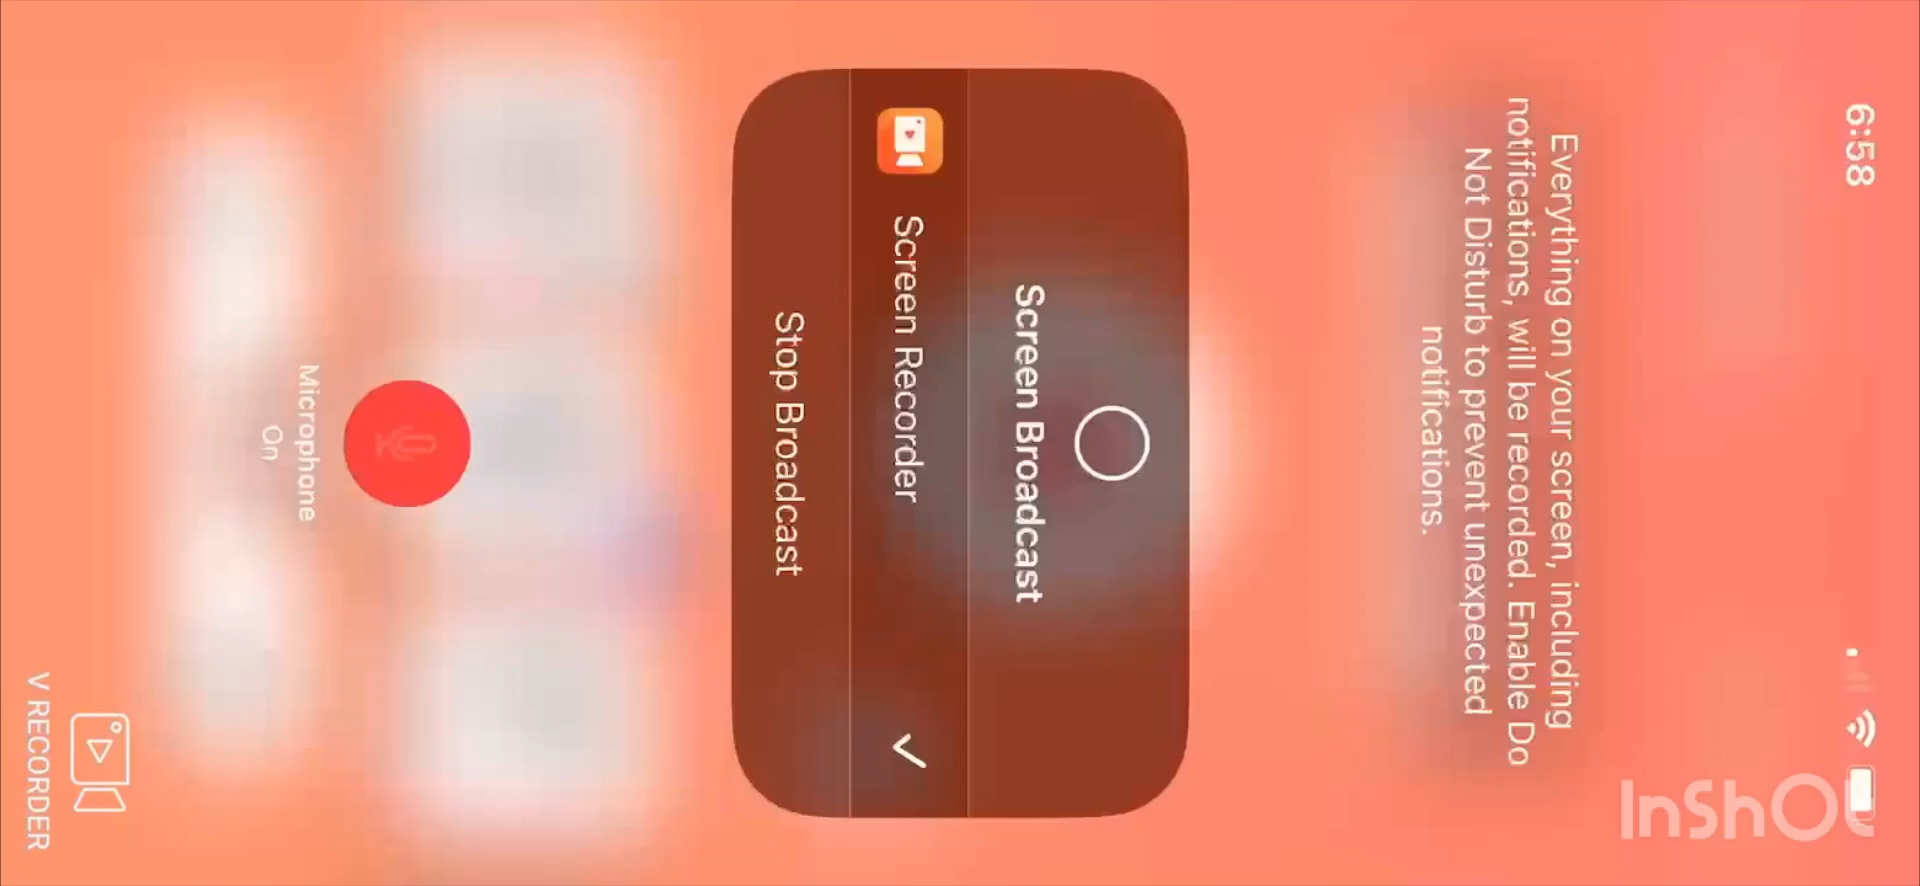 6:58
Everything on your screen, including
notifications, will be recorded. Enable Do
Not Disturb to prevent unexpected
notifications.
Screen Broadcast
Screen Recorder
Stop Broadcast
Microphone
On
V RECORDER
InShOt